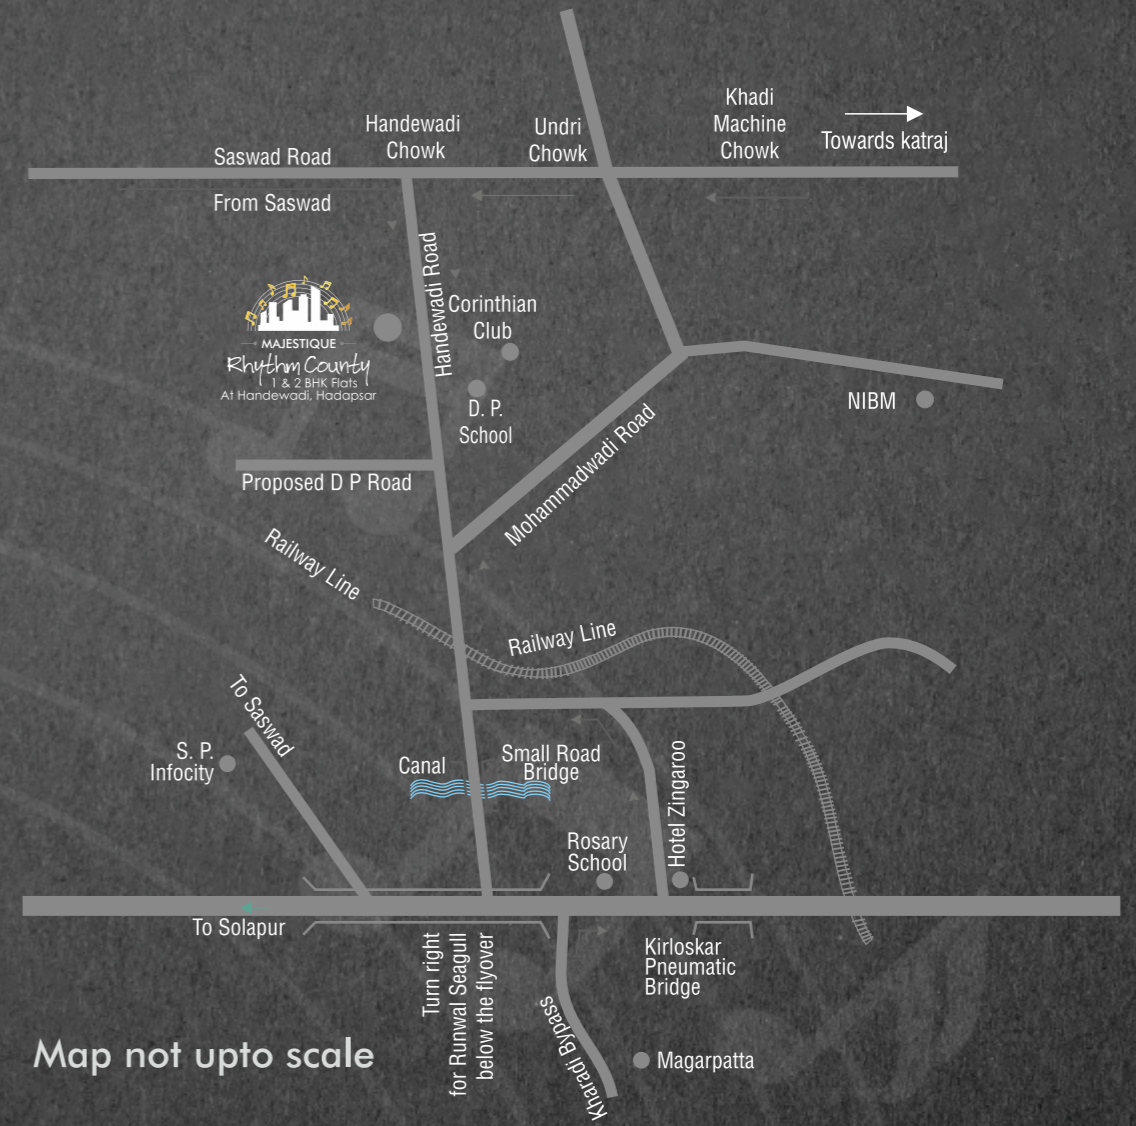 Khadi
Machine
Chowk
Handewadi
Chowk
Undri
Chowk
Towards katraj
Saswad Road
From Saswad
Handewadi Road
Corinthian
Club
MAJESTIQUE
Rhythm County
1 & 2 BHK Flats
At Handewadi, Hadapsar
D. P.
School
NIBM
Mohammadwadi Road
Proposed D P Road
Railway Line
Railway Line
To Saswad
S. P.
Infocity
Canal
Small Road
Bridge
Hotel Zingaroo
Rosary
School
To Solapur
Turn right
for Runwal Seagull
below the flyover
Kirloskar
Pneumatic
Bridge
Kharadi Bypass
Magarpatta
Map not upto scale